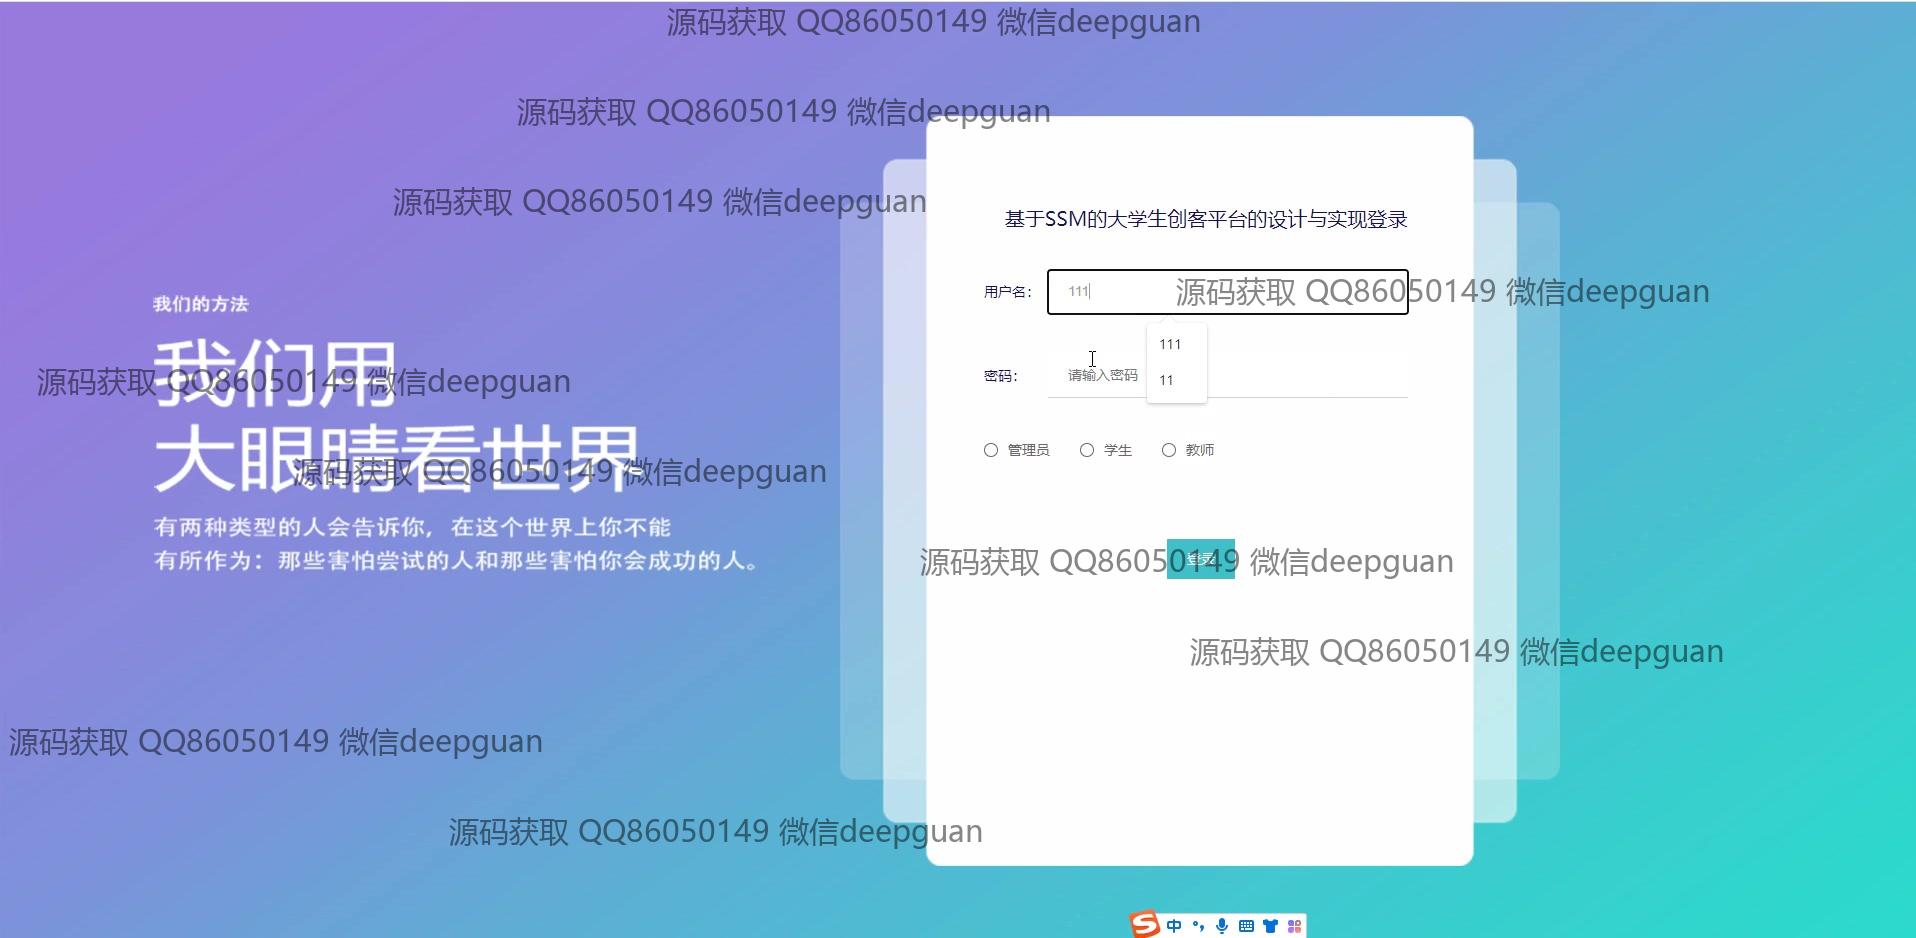 源码获取 QQ86050149 微信deepguan
源码获取 QQ86050149 微信deepguan
源码获取 QQ86050149 微信deepguan
基于SSM的大学生创客平台的设计与实现登录
用户名：
111
源码获取 QQ86050149 微信deepguan
我们的方法
我们用
源码获取 QQ86050149 微信deepguan
111
密码：
请输入密码
11
大眼睛看世界
源码获取 QQ86050149 微信deepguan
管理员
学生
教师
有两种类型的人会告诉你，在这个世界上你不能
有所作为：那些害怕尝试的人和那些害怕你会成功的人。
登录
源码获取 QQ86050149 微信deepguan
源码获取 QQ86050149 微信deepguan
源码获取 QQ86050149 微信deepguan
源码获取 QQ86050149 微信deepguan
S 中